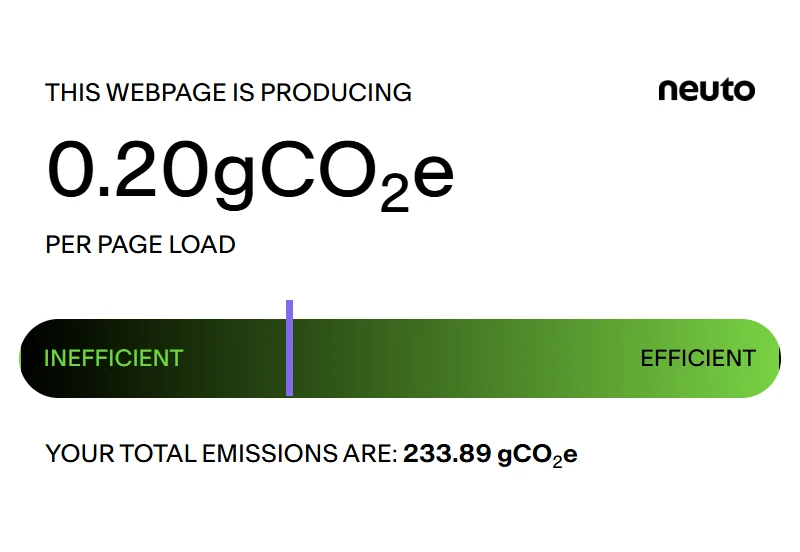 THIS WEBPAGE IS PRODUCING
neuto
0.20gCO₂e
PER PAGE LOAD
INEFFICIENT
EFFICIENT
YOUR TOTAL EMISSIONS ARE: 233.89 gCO₂e